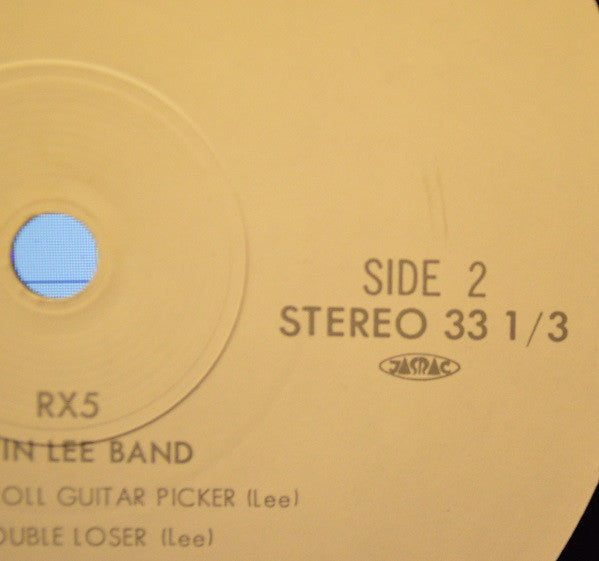 SIDE 2
STEREO 33 1/3
JASRAC
RX5
IN LEE BAND
OLL GUITAR PICKER (Lee)
OUBLE LOSER (Lee)